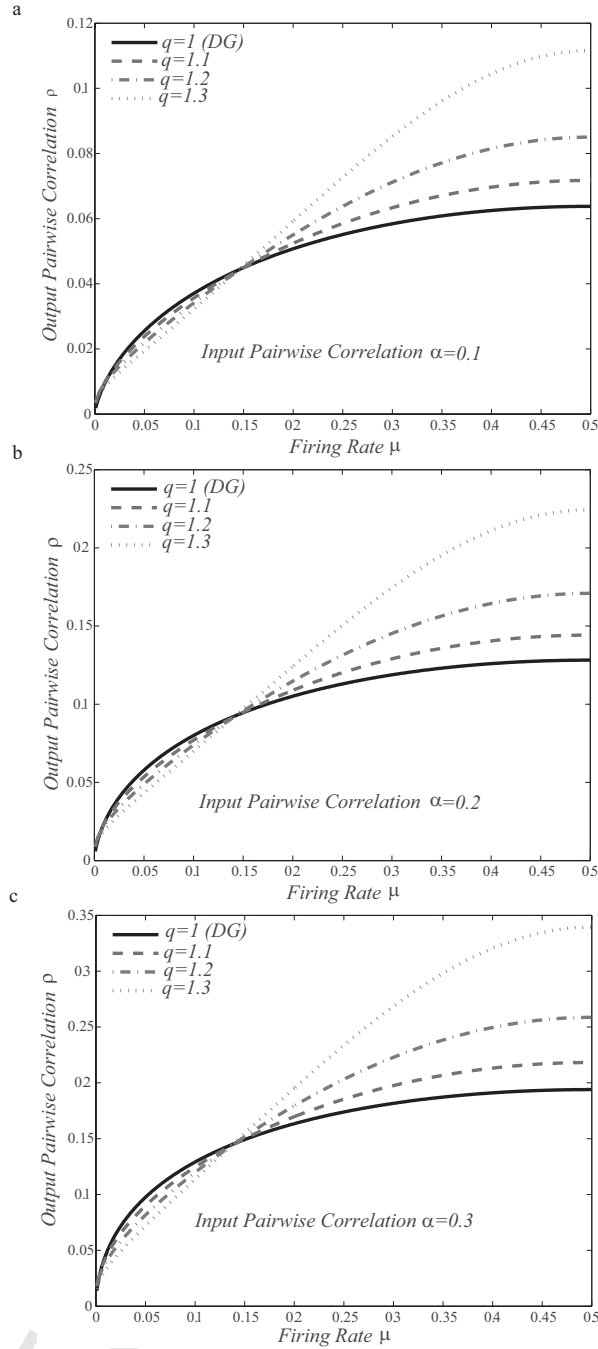 a
0.12
0.1
0.08
0.06
0.04
0.02
0
Output Pairwise Correlation ρ
q=1 (DG)
q=1.1
q=1.2
q=1.3
Input Pairwise Correlation α=0.1
0 0.05 0.1 0.15 0.2 0.25 0.3 0.35 0.4 0.45 0.5
Firing Rate μ
b
0.25
0.2
0.15
0.1
0.05
0
Output Pairwise Correlation ρ
q=1 (DG)
q=1.1
q=1.2
q=1.3
Input Pairwise Correlation α=0.2
0 0.05 0.1 0.15 0.2 0.25 0.3 0.35 0.4 0.45 0.5
Firing Rate μ
c
0.35
0.3
0.25
0.2
0.15
0.1
0.05
0
Output Pairwise Correlation ρ
q=1 (DG)
q=1.1
q=1.2
q=1.3
Input Pairwise Correlation α=0.3
0 0.05 0.1 0.15 0.2 0.25 0.3 0.35 0.4 0.45 0.5
Firing Rate μ